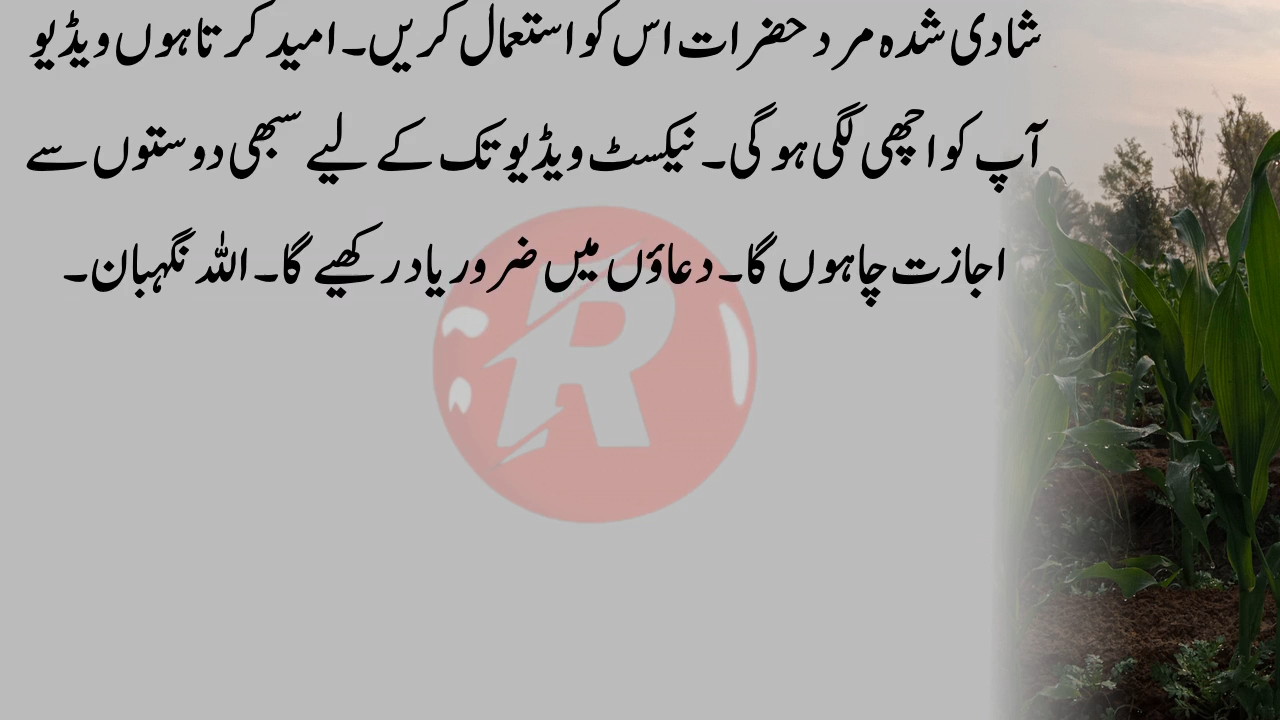 شادی شدہ مرد حضرات اس کو استعمال کریں۔ امید کرتا ہوں ویڈیو
آپ کو اچھی لگی ہو گی۔ نیکسٹ ویڈیو تک کے لیے سبھی دوستوں سے
اجازت چاہوں گا۔ دعاؤں میں ضرور یاد رکھیے گا۔ اللہ نگہبان۔
R